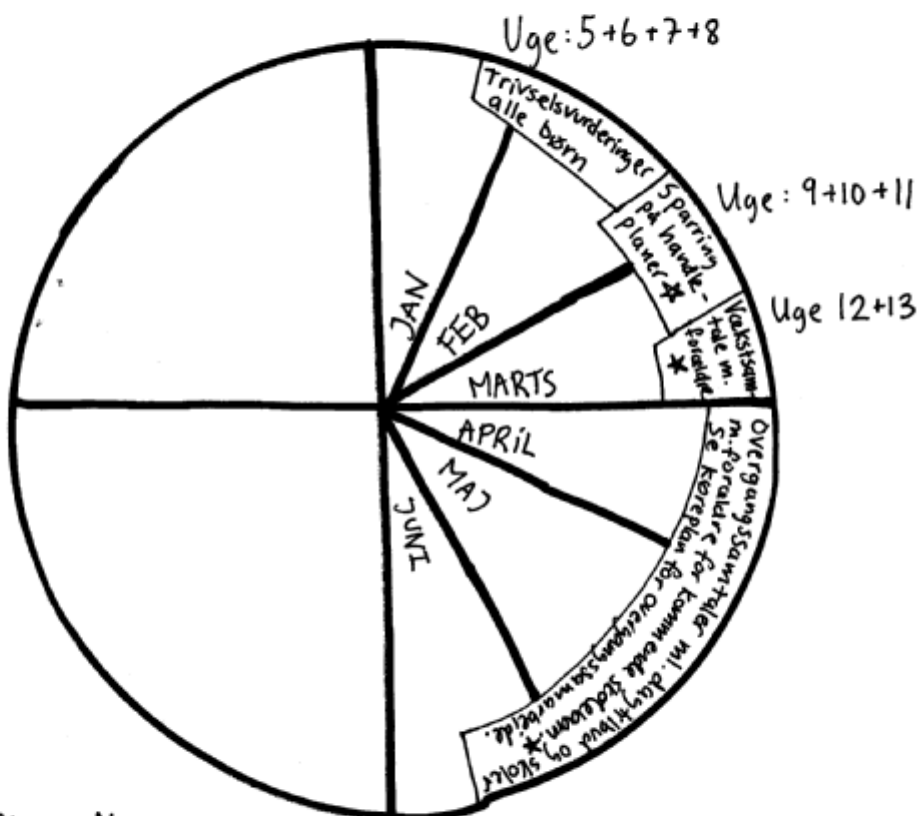 Uge: 5+6+7+8
Trivselsvurderinger
alle børn
Uge: 9+10+11
Sparring
på handle-
planer ☆
Uge 12+13
Vækstsam-
tale m.
forældre
★
JAN
FEB
MARTS
APRIL
MAJ
JUNI
Overgangssamtaler ml. dagtilbud og skoler
m. forældre for kommende skolebørn. ★
Se køreplan for overgangssamarbejde.